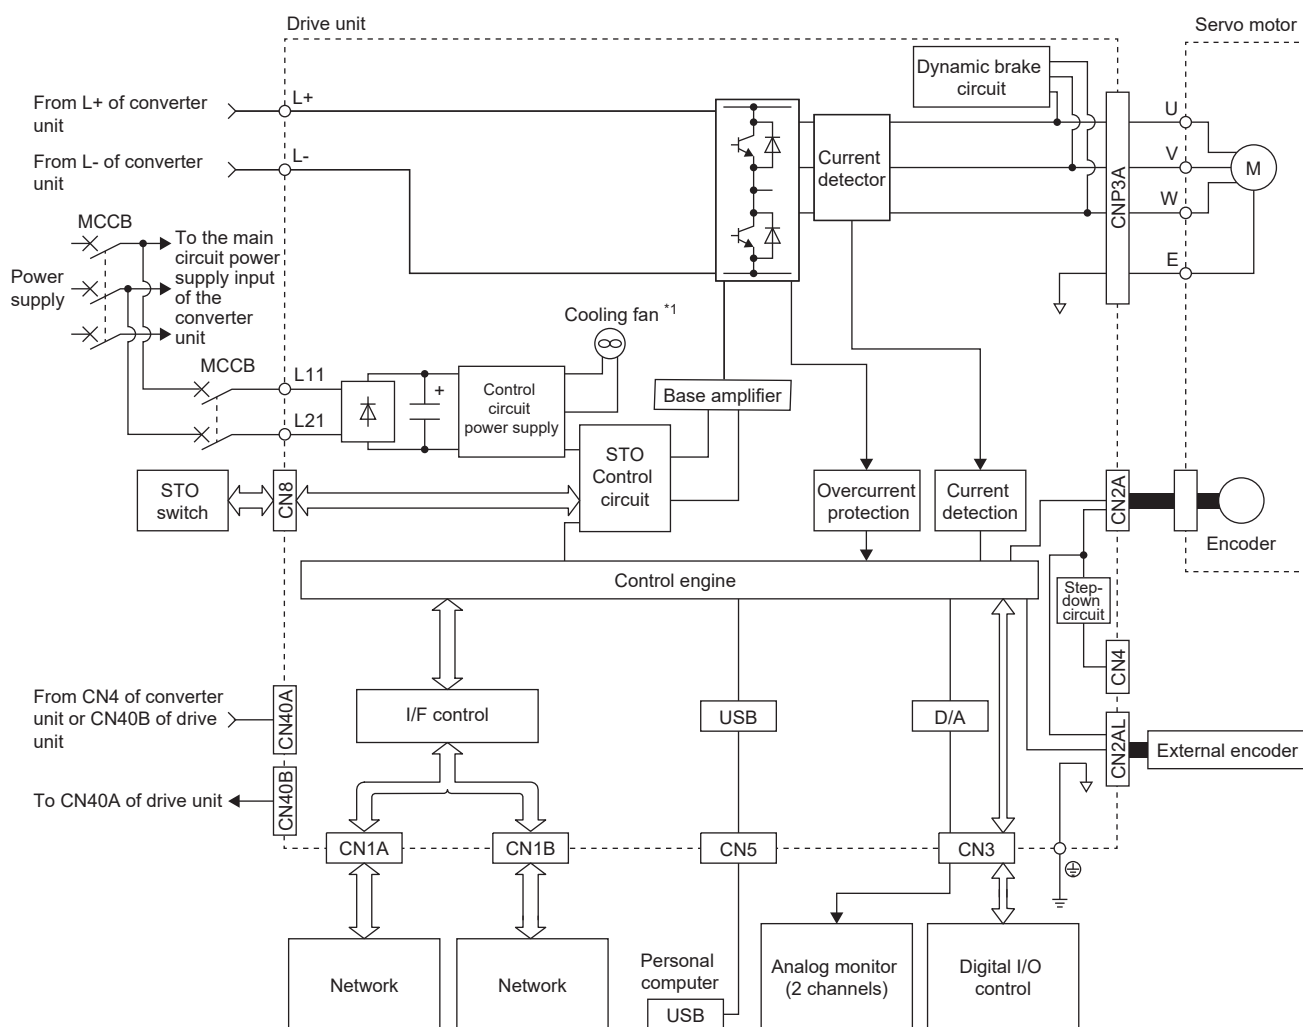 Drive unit
Servo motor
From L+ of converter
unit
L+
Dynamic brake
circuit
U
From L- of converter
unit
L-
Current
detector
CNP3A
V
M
W
MCCB
To the main
circuit power
supply input
of the
converter
unit
Power
supply
E
Cooling fan *1
MCCB
L11
+
Control
circuit
power supply
Base amplifier
L21
STO
Control
circuit
STO
switch
CN8
Overcurrent
protection
Current
detection
CN2A
Encoder
Control engine
Step-
down
circuit
CN4
From CN4 of converter
unit or CN40B of drive
unit
CN40A
I/F control
USB
D/A
CN2AL
External encoder
To CN40A of drive unit
CN40B
CN1A
CN1B
CN5
CN3
Network
Network
Personal
computer
USB
Analog monitor
(2 channels)
Digital I/O
control